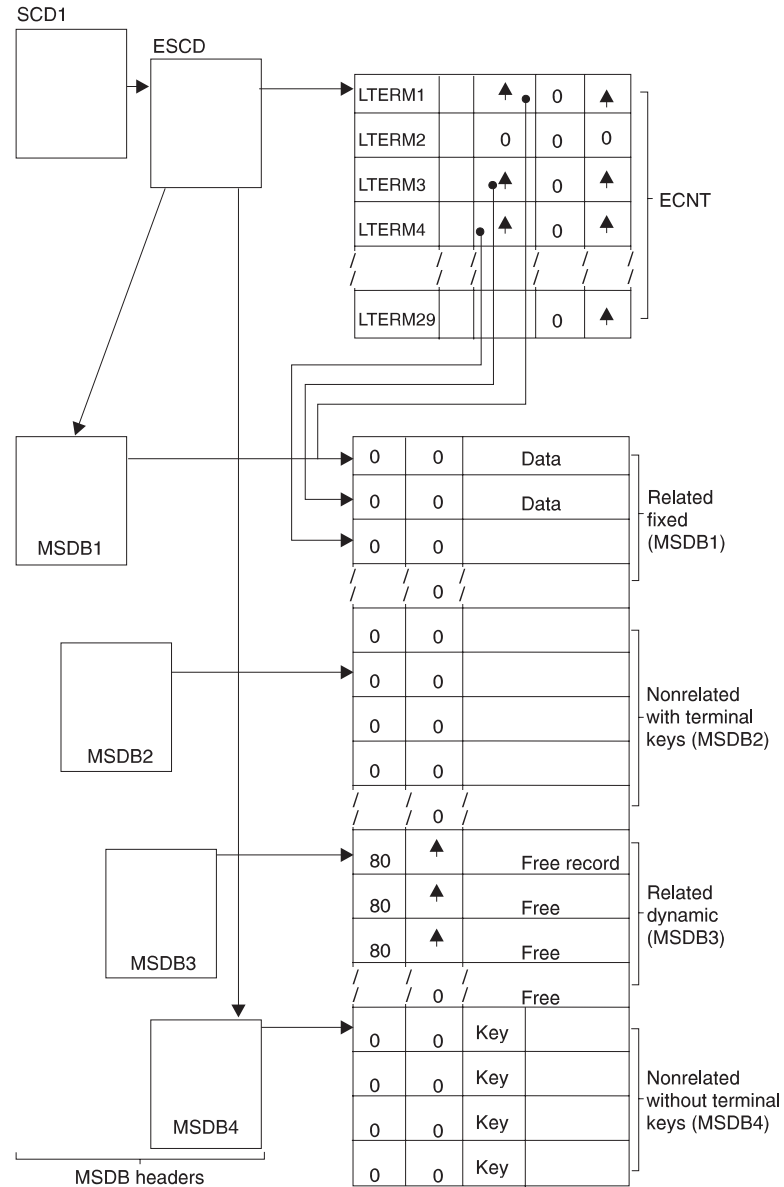 SCD1
ESCD
LTERM1 0
LTERM2 0 0 0
LTERM3 0
LTERM4 0
ECNT
LTERM29 0
MSDB1
0 0 Data
0 0 Data
0 0
0
Related
fixed
(MSDB1)
MSDB2
0 0
0 0
0 0
0 0
0
Nonrelated
with terminal
keys (MSDB2)
MSDB3
80 Free record
80 Free
80 Free
0 Free
Related
dynamic
(MSDB3)
MSDB4
0 0 Key
0 0 Key
0 0 Key
0 0 Key
Nonrelated
without terminal
keys (MSDB4)
MSDB headers